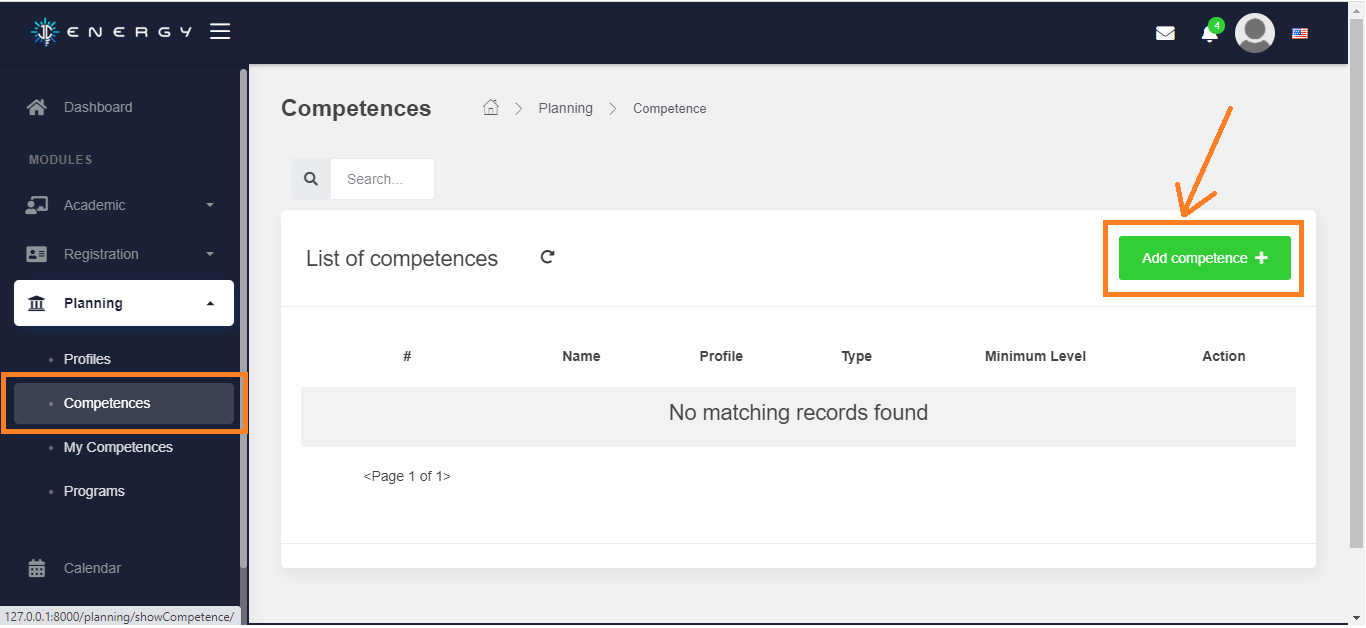 JD ENERGY
4
Dashboard
MODULES
Academic
Registration
Planning
Profiles
Competences
My Competences
Programs
Calendar
127.0.0.1:8000/planning/showCompetence/
Competences
Planning
Competence
Search...
List of competences
Add competence +
# Name Profile Type Minimum Level Action
No matching records found
<Page 1 of 1>